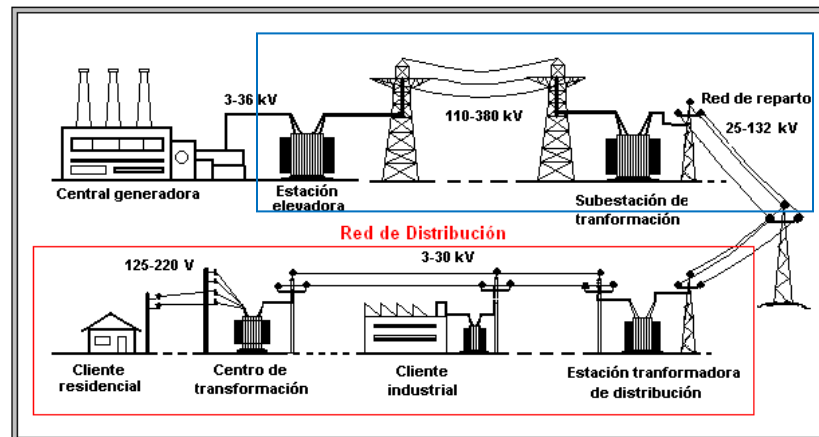 3-36 kV
110-380 kV
Red de reparto
25-132 kV
Central generadora
Estación
elevadora
Subestación de
tranformación
Red de Distribución
125-220 V
3-30 kV
Cliente
residencial
Centro de
transformación
Cliente
industrial
Estación tranformadora
de distribución